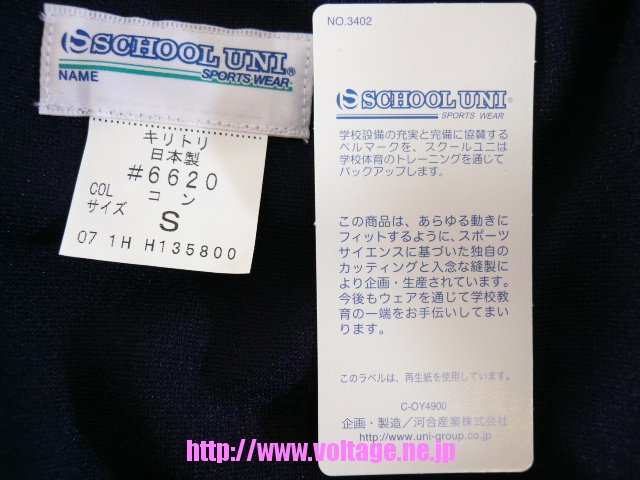 SCHOOL UNI®
SPORTS WEAR
NAME
キリトリ
日本製
#6620
COL コン
サイズ S
07 1H H135800
NO.3402
SCHOOL UNI®
SPORTS WEAR
学校設備の充実と完備に協賛する
ベルマークを、スクールユニは
学校体育のトレーニングを通じて
バックアップします。
この商品は、あらゆる動きに
フィットするように、スポーツ
サイエンスに基づいた独自の
カッティングと入念な縫製に
より企画・生産されています。
今後もウェアを通じて学校教育
の一端をお手伝いしてまい
ります。
このラベルは、再生紙を使用しています。
C-OY4900
企画・製造/河合産業株式会社
http://www.uni-group.co.jp
http://www.voltage.ne.jp